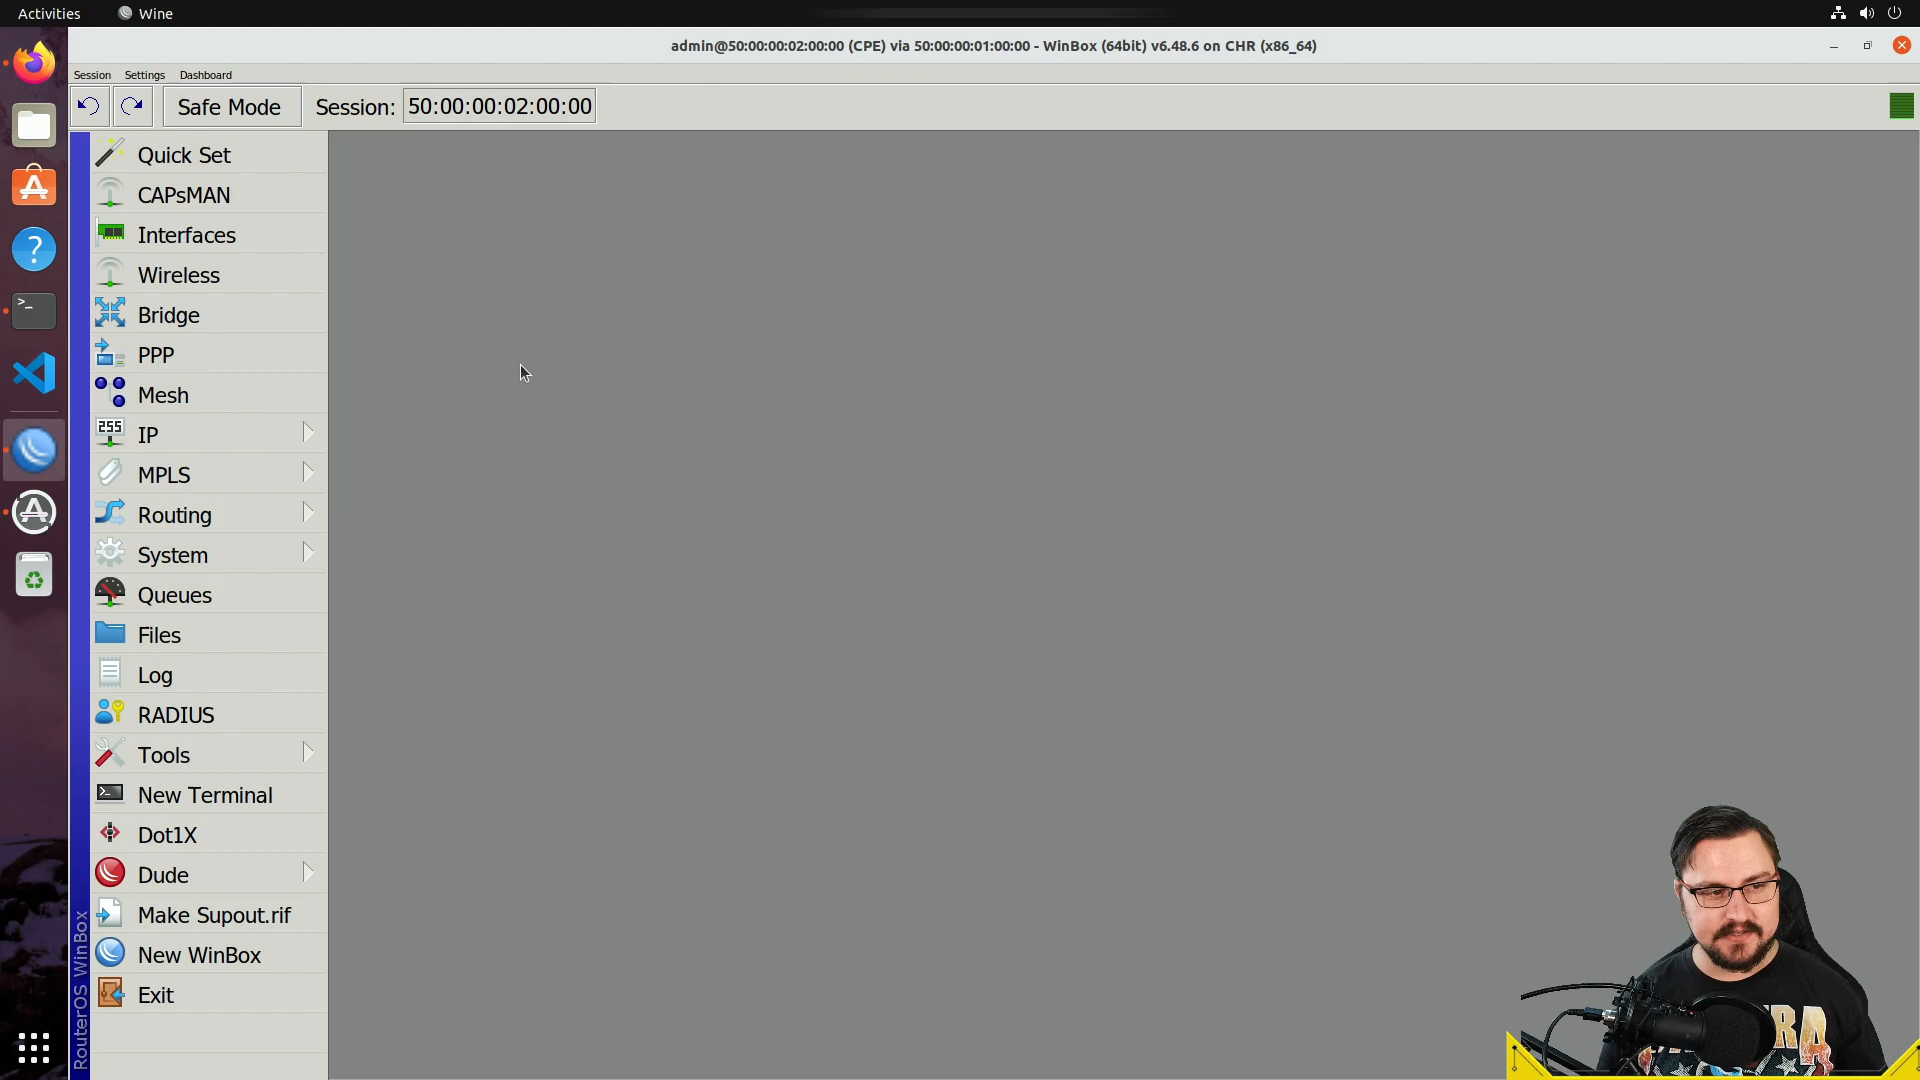 Activities
Wine
admin@50:00:00:02:00:00 (CPE) via 50:00:00:01:00:00 - WinBox (64bit) v6.48.6 on CHR (x86_64)
Session Settings Dashboard
Safe Mode
Session: 50:00:00:02:00:00
Quick Set
CAPsMAN
Interfaces
Wireless
Bridge
PPP
Mesh
255
IP
MPLS
Routing
System
Queues
Files
Log
RADIUS
Tools
New Terminal
Dot1X
Dude
Make Supout.rif
New WinBox
Exit
RouterOS WinBox